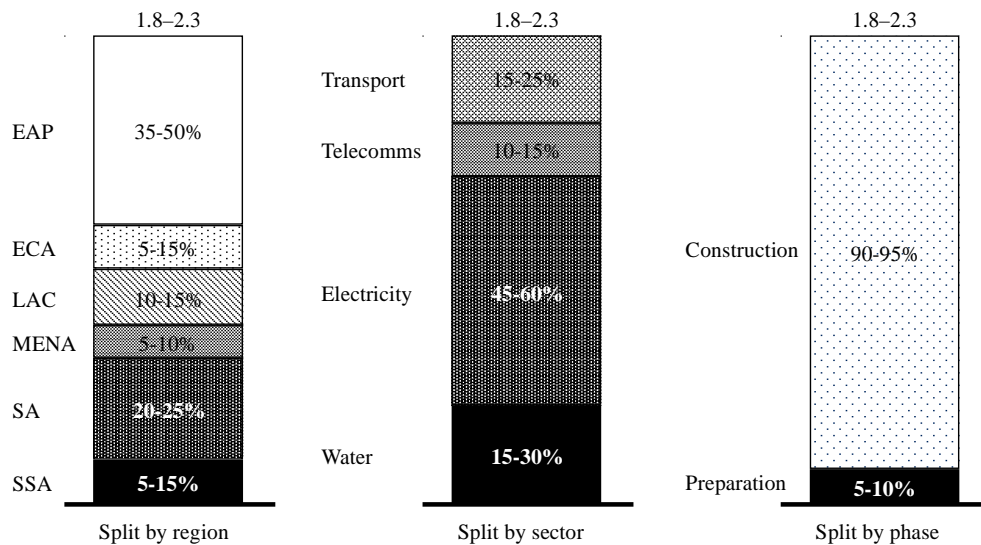 1.8–2.3
EAP
35-50%
ECA
5-15%
LAC
10-15%
MENA
5-10%
SA
20-25%
SSA
5-15%
Split by region
1.8–2.3
Transport
15-25%
Telecomms
10-15%
Electricity
45-60%
Water
15-30%
Split by sector
1.8–2.3
Construction
90-95%
Preparation
5-10%
Split by phase